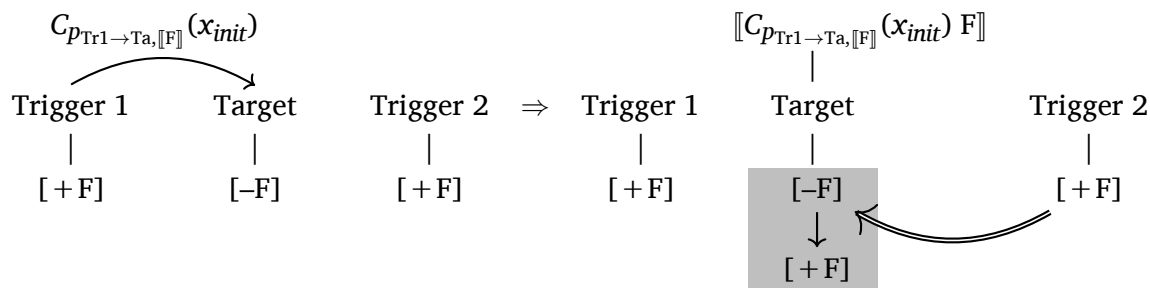 C_{p_{Tr1→Ta,⟦F⟧}}(x_{init}) ⟦C_{p_{Tr1→Ta,⟦F⟧}}(x_{init}) F⟧
Trigger 1 Target Trigger 2 ⇒ Trigger 1 Target Trigger 2
[+F] [–F] [+F] [+F] [–F] [+F]
[+F]